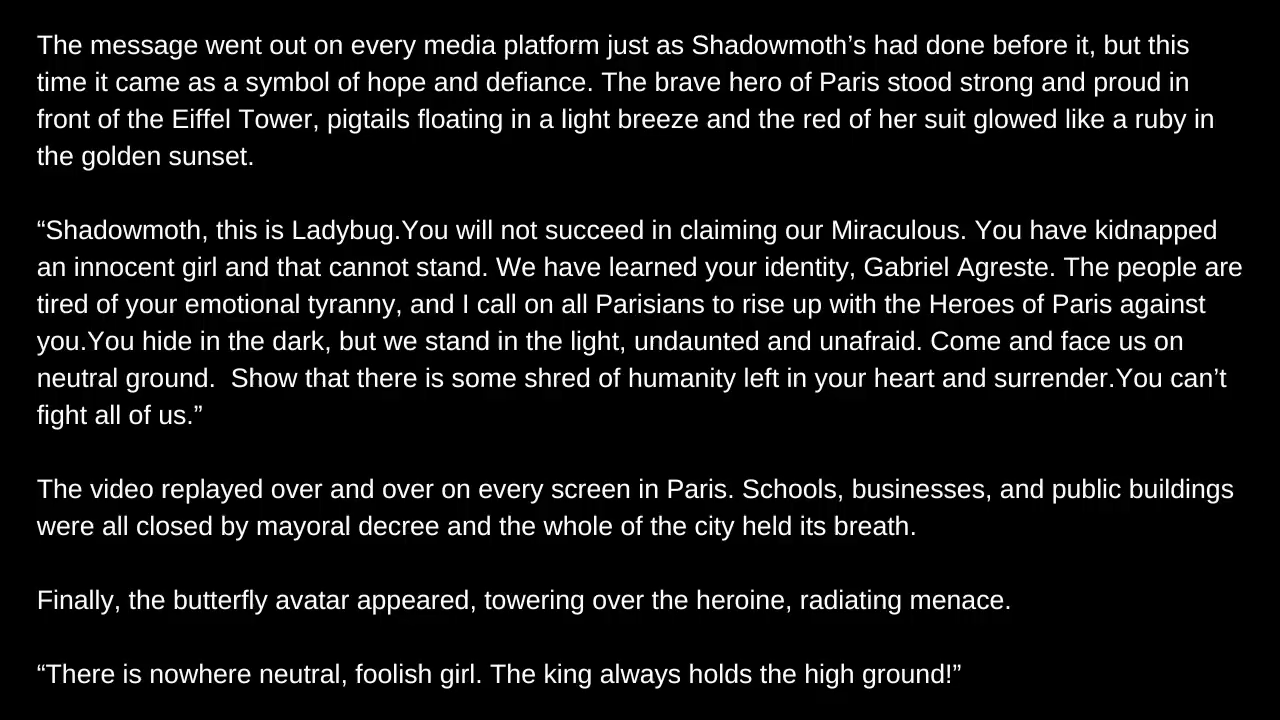 The message went out on every media platform just as Shadowmoth’s had done before it, but this
time it came as a symbol of hope and defiance. The brave hero of Paris stood strong and proud in
front of the Eiffel Tower, pigtails floating in a light breeze and the red of her suit glowed like a ruby in
the golden sunset.
“Shadowmoth, this is Ladybug.You will not succeed in claiming our Miraculous. You have kidnapped
an innocent girl and that cannot stand. We have learned your identity, Gabriel Agreste. The people are
tired of your emotional tyranny, and I call on all Parisians to rise up with the Heroes of Paris against
you.You hide in the dark, but we stand in the light, undaunted and unafraid. Come and face us on
neutral ground.  Show that there is some shred of humanity left in your heart and surrender.You can’t
fight all of us.”
The video replayed over and over on every screen in Paris. Schools, businesses, and public buildings
were all closed by mayoral decree and the whole of the city held its breath.
Finally, the butterfly avatar appeared, towering over the heroine, radiating menace.
“There is nowhere neutral, foolish girl. The king always holds the high ground!”